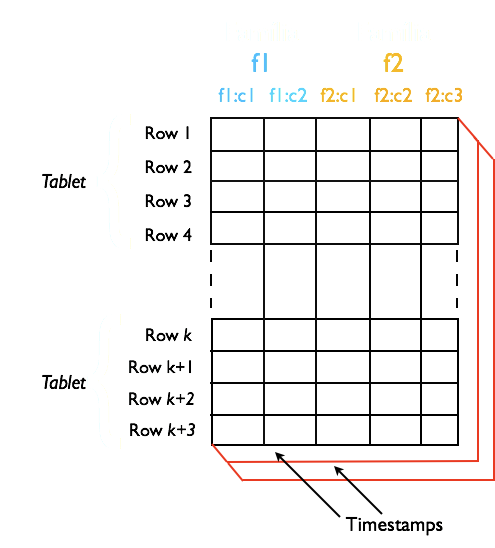 f1 f2
f1:c1 f1:c2 f2:c1 f2:c2 f2:c3
Row 1
Tablet Row 2
Row 3
Row 4
Row k
Row k+1
Tablet
Row k+2
Row k+3
Timestamps